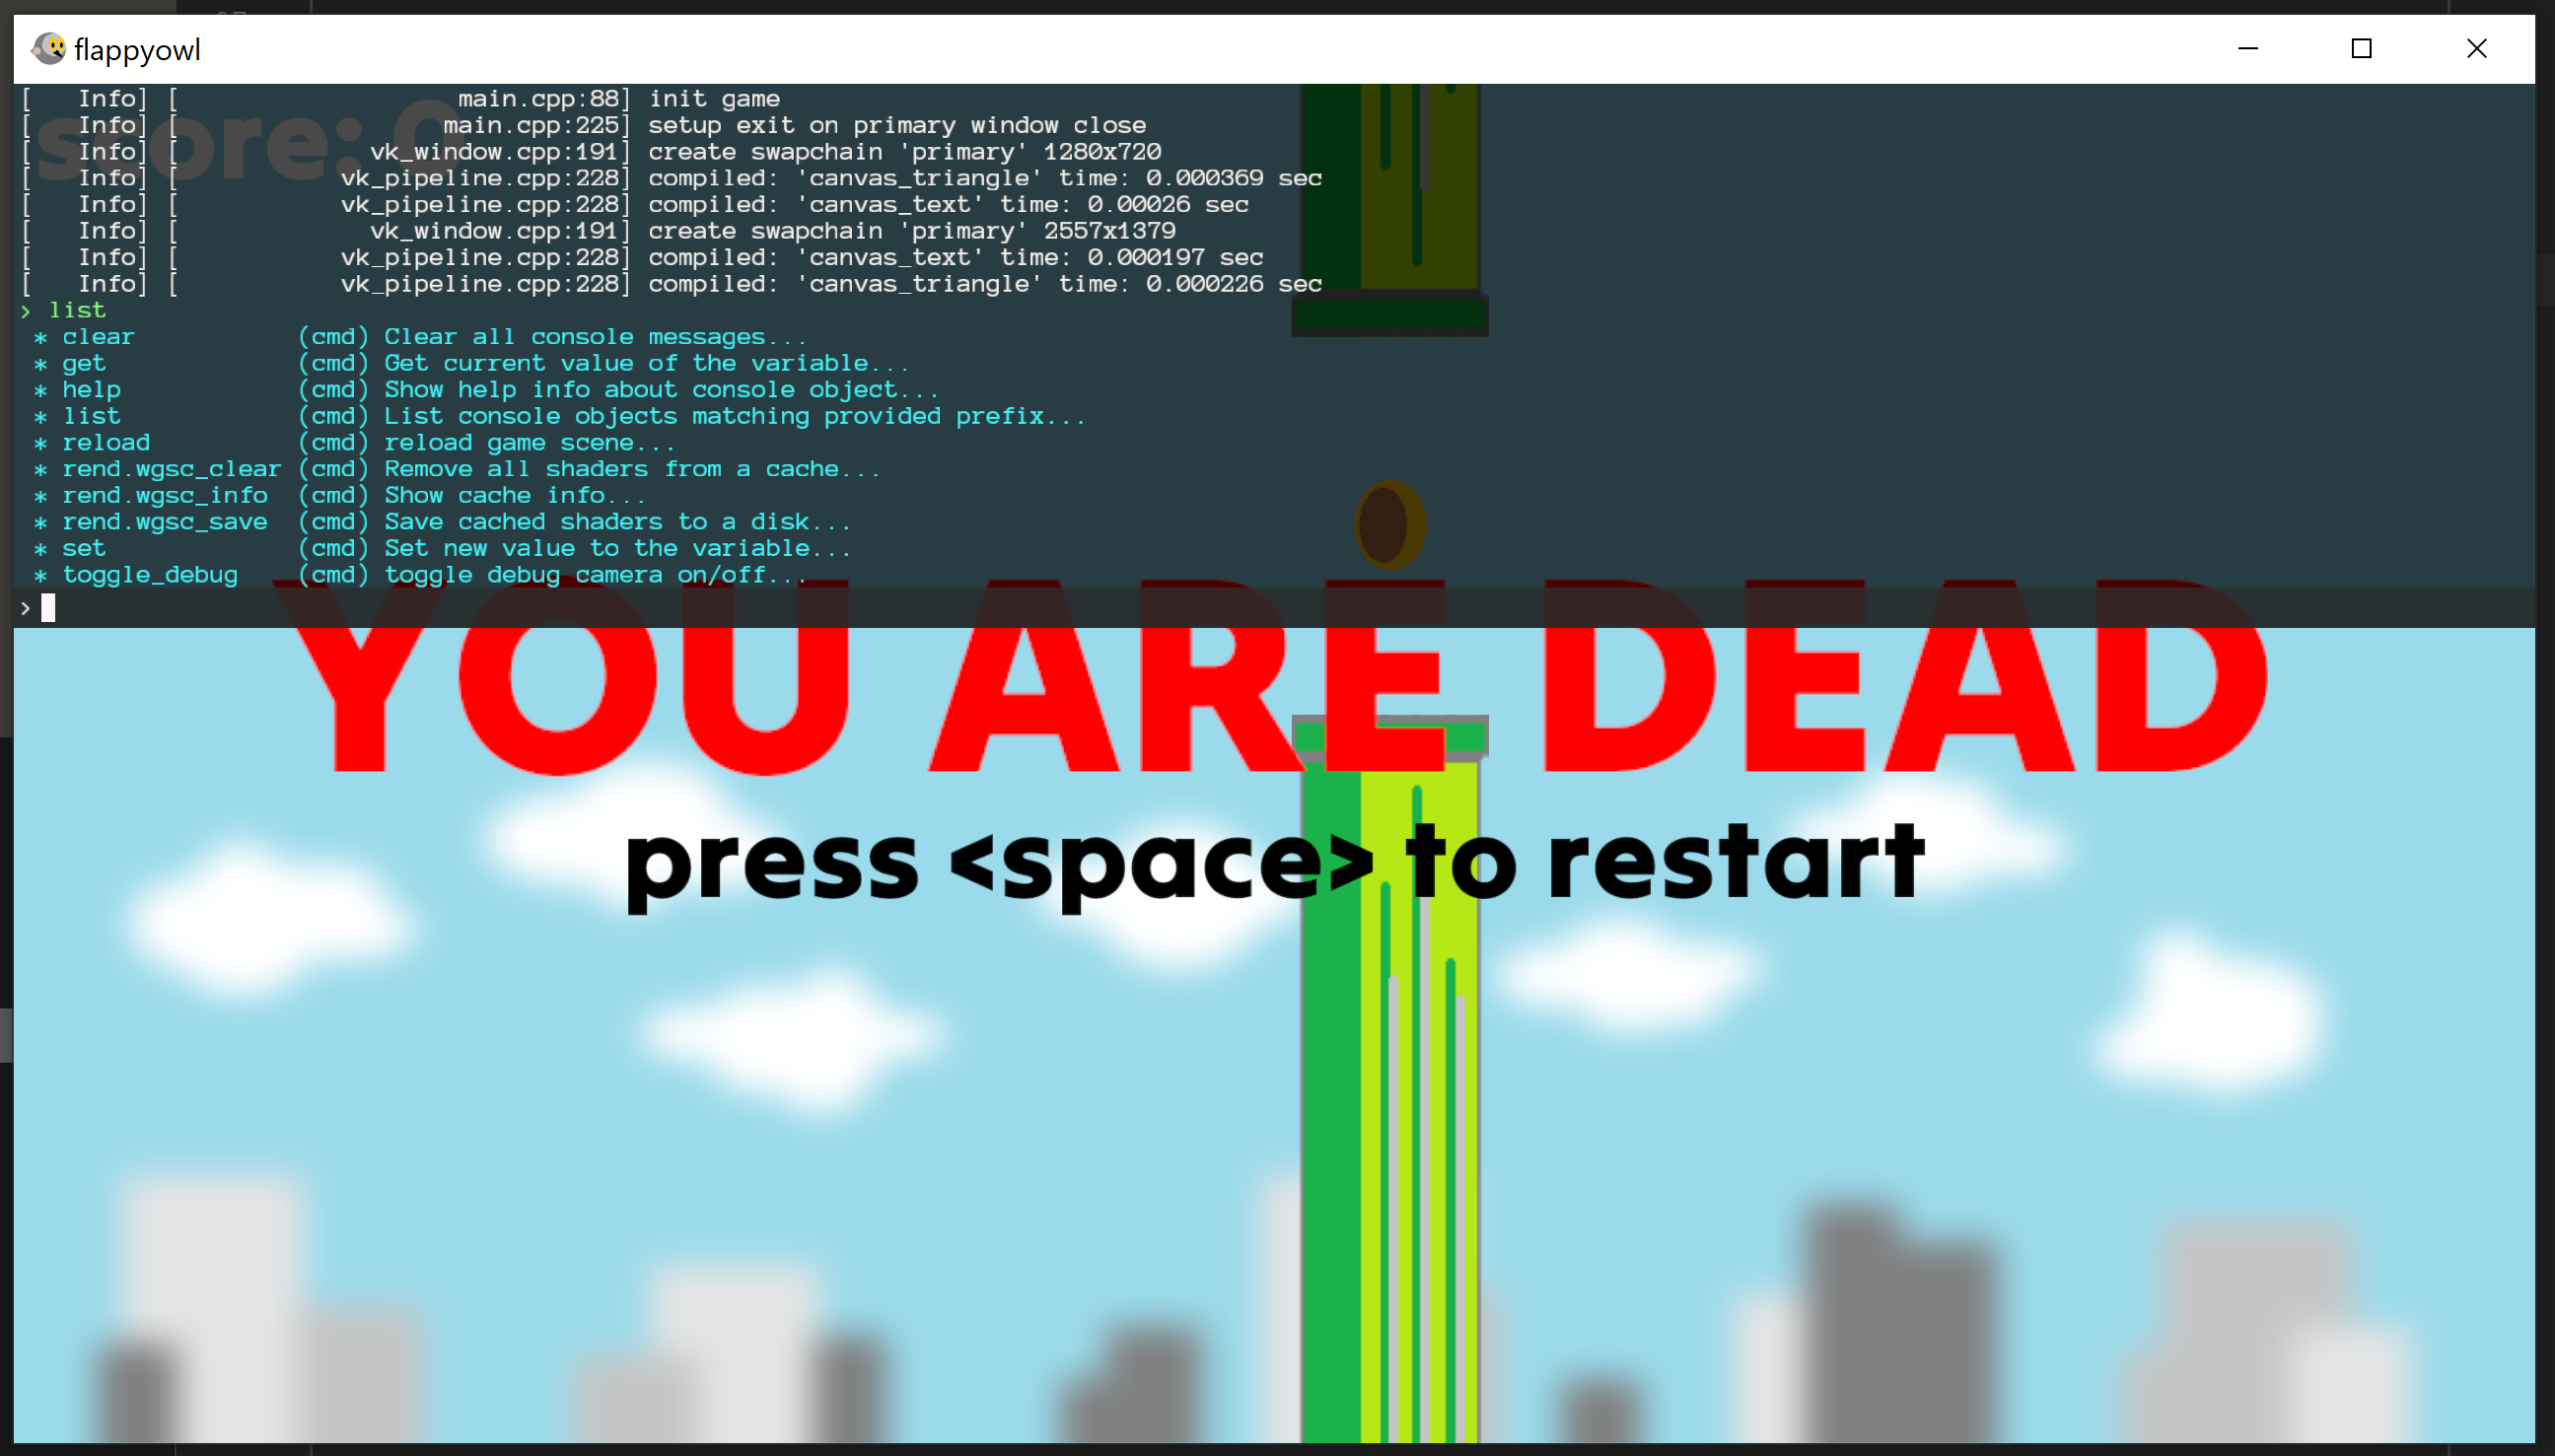 flappyowl
[   Info] [                   main.cpp:88] init game
[   Info] [                  main.cpp:225] setup exit on primary window close
[   Info] [             vk_window.cpp:191] create swapchain 'primary' 1280x720
[   Info] [           vk_pipeline.cpp:228] compiled: 'canvas_triangle' time: 0.000369 sec
[   Info] [           vk_pipeline.cpp:228] compiled: 'canvas_text' time: 0.00026 sec
[   Info] [             vk_window.cpp:191] create swapchain 'primary' 2557x1379
[   Info] [           vk_pipeline.cpp:228] compiled: 'canvas_text' time: 0.000197 sec
[   Info] [           vk_pipeline.cpp:228] compiled: 'canvas_triangle' time: 0.000226 sec
score: 0
> list
* clear           (cmd) Clear all console messages...
* get             (cmd) Get current value of the variable...
* help            (cmd) Show help info about console object...
* list            (cmd) List console objects matching provided prefix...
* reload          (cmd) reload game scene...
* rend.wgsc_clear (cmd) Remove all shaders from a cache...
* rend.wgsc_info  (cmd) Show cache info...
* rend.wgsc_save  (cmd) Save cached shaders to a disk...
* set             (cmd) Set new value to the variable...
* toggle_debug    (cmd) toggle debug camera on/off...
>
YOU ARE DEAD
press <space> to restart